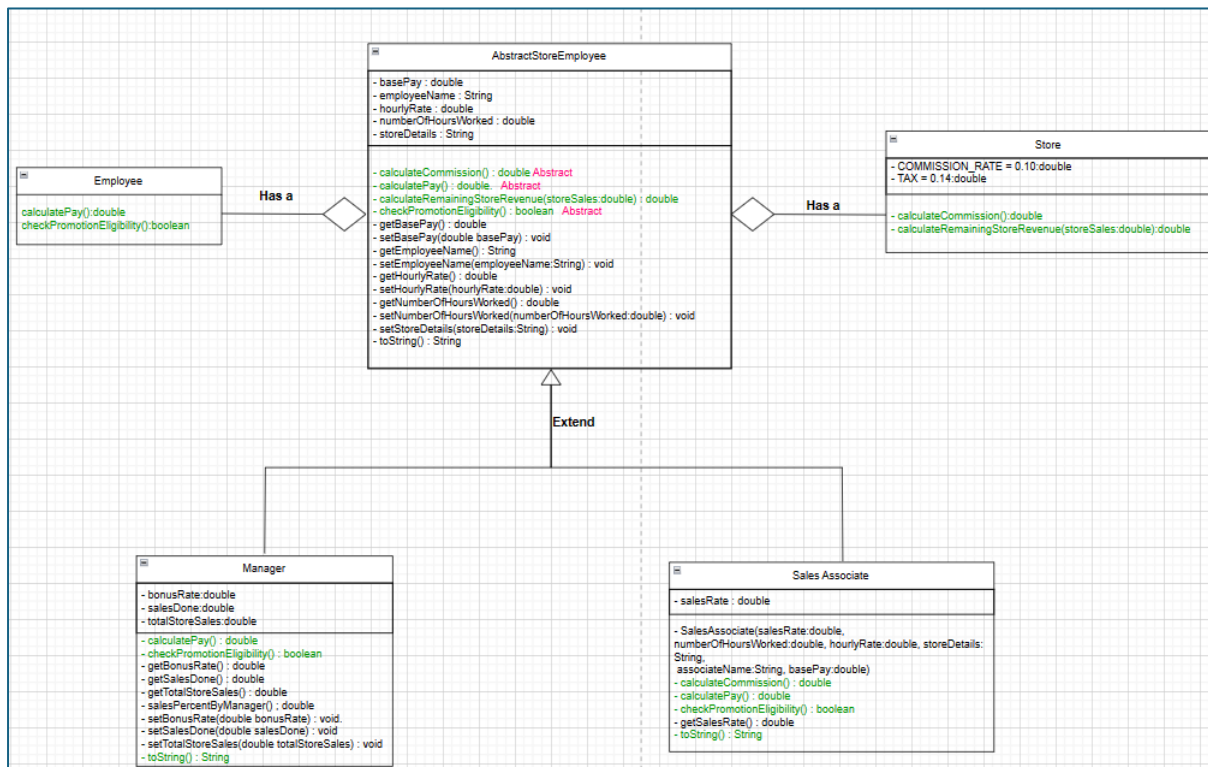 AbstractStoreEmployee
- basePay : double
- employeeName : String
- hourlyRate : double
- numberOfHoursWorked : double
- storeDetails : String
- calculateCommission() : double Abstract
- calculatePay() : double. Abstract
- calculateRemainingStoreRevenue(storeSales:double) : double
- checkPromotionEligibility() : boolean Abstract
- getBasePay() : double
- setBasePay(double basePay) : void
- getEmployeeName() : String
- setEmployeeName(employeeName:String) : void
- getHourlyRate() : double
- setHourlyRate(hourlyRate:double) : void
- getNumberOfHoursWorked() : double
- setNumberOfHoursWorked(numberOfHoursWorked:double) : void
- setStoreDetails(storeDetails:String) : void
- toString() : String
Employee
calculatePay():double
checkPromotionEligibility():boolean
Has a
Has a
Store
- COMMISSION_RATE = 0.10:double
- TAX = 0.14:double
- calculateCommission():double
- calculateRemainingStoreRevenue(storeSales:double):double
Extend
Manager
- bonusRate:double
- salesDone:double
- totalStoreSales:double
- calculatePay() : double
- checkPromotionEligibility() : boolean
- getBonusRate() : double
- getSalesDone() : double
- getTotalStoreSales() : double
- salesPercentByManager() ; double
- setBonusRate(double bonusRate) : void.
- setSalesDone(double salesDone) : void
- setTotalStoreSales(double totalStoreSales) : void
- toString() : String
Sales Associate
- salesRate : double
- SalesAssociate(salesRate:double,
numberOfHoursWorked:double, hourlyRate:double, storeDetails:
String,
associateName:String, basePay:double)
- calculateCommission() : double
- calculatePay() : double
- checkPromotionEligibility() : boolean
- getSalesRate() : double
- toString() : String